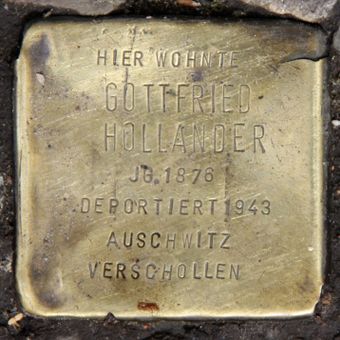 HIER WOHNTE
GOTTFRIED
HOLLANDER
JG. 1876
DEPORTIERT 1943
AUSCHWITZ
VERSCHOLLEN